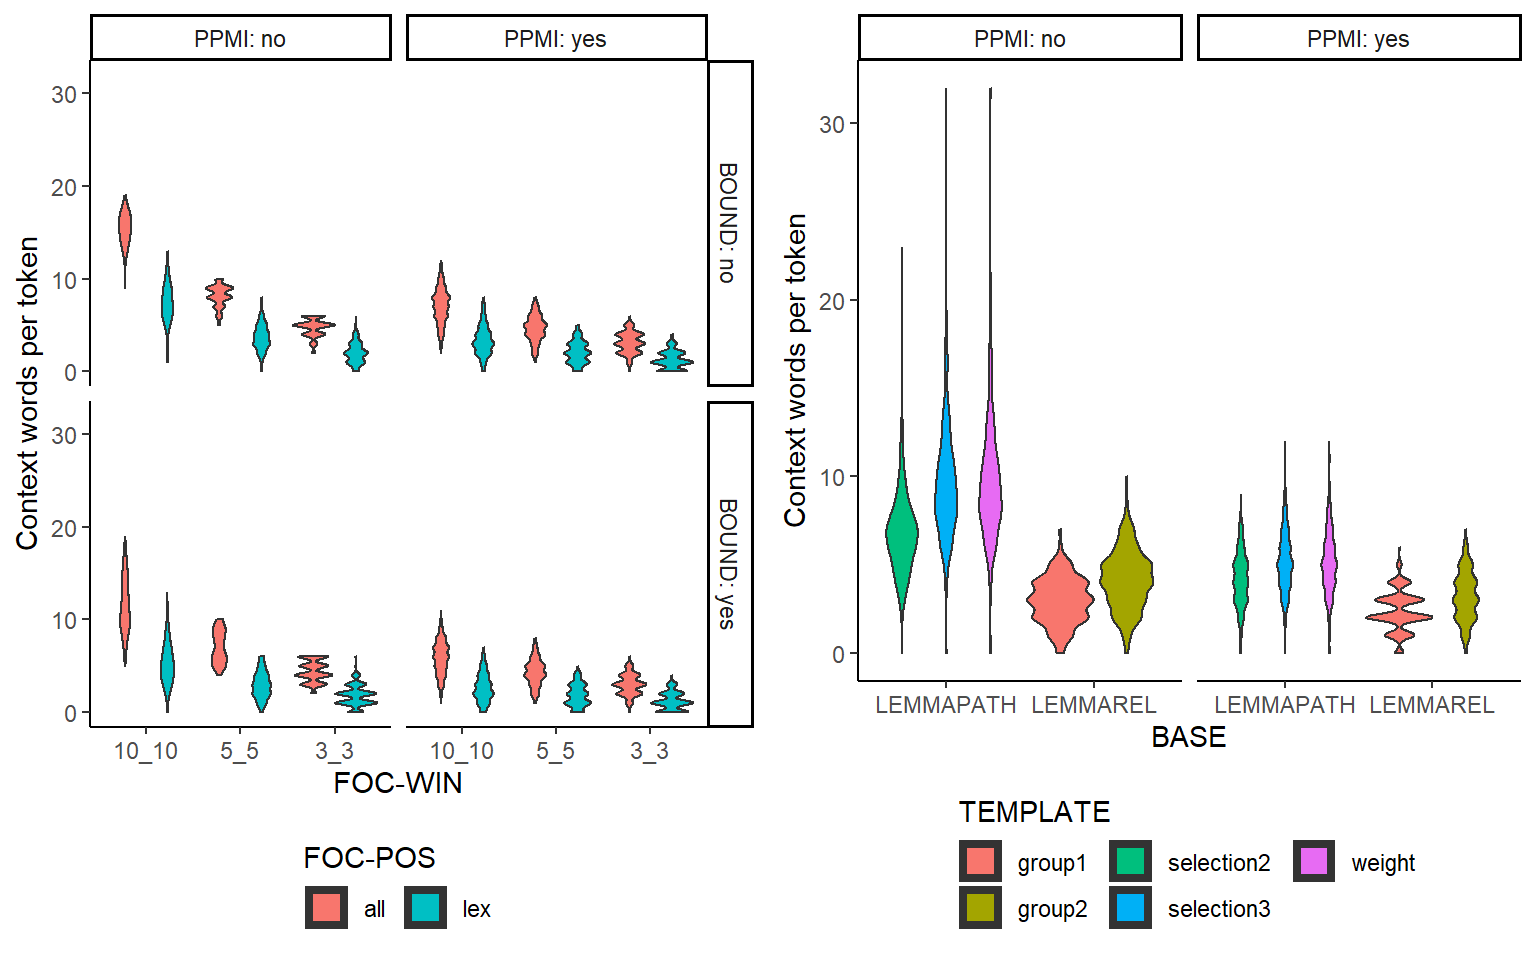 PPMI: no
PPMI: yes
Context words per token
30
20
10
0
BOUND: no
30
20
10
0
BOUND: yes
10_10
5_5
3_3
10_10
5_5
3_3
FOC-WIN
FOC-POS
all
lex
PPMI: no
PPMI: yes
Context words per token
30
20
10
0
LEMMAPATH
LEMMAREL
LEMMAPATH
LEMMAREL
BASE
TEMPLATE
group1
selection2
weight
group2
selection3